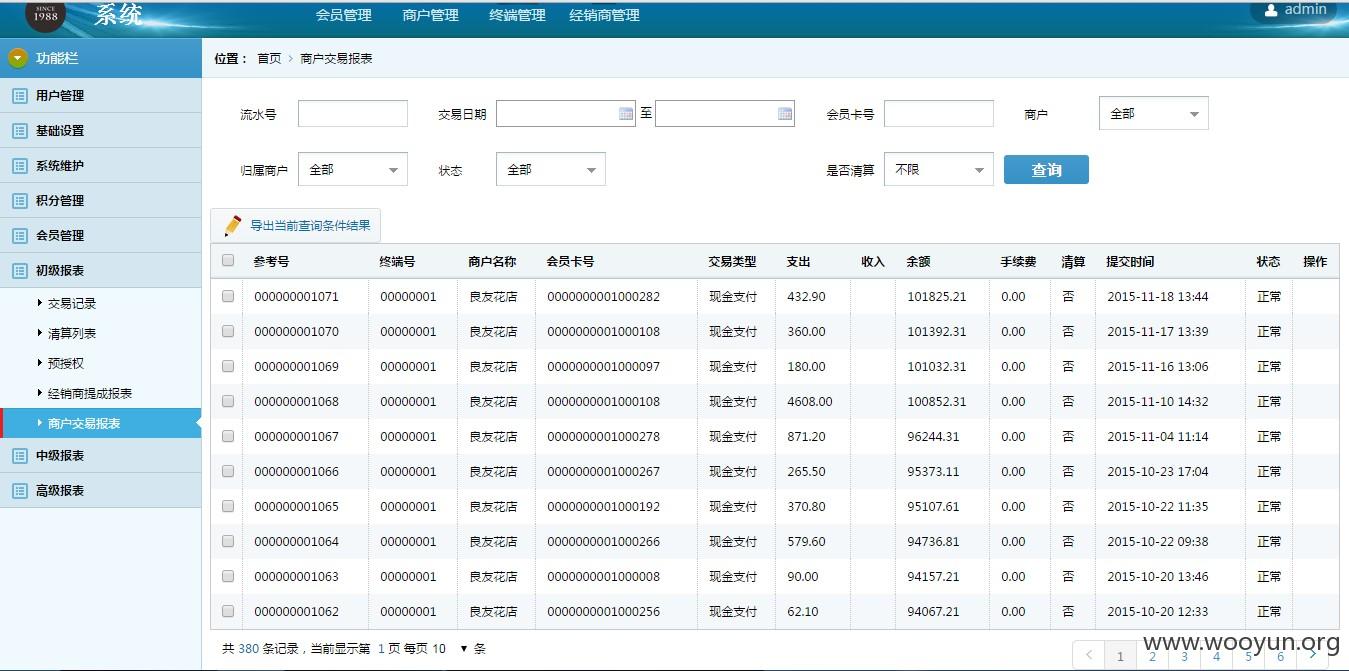 SINCE
1988
系统 会员管理 商户管理 终端管理 经销商管理 admin
功能栏
用户管理
基础设置
系统维护
积分管理
会员管理
初级报表
交易记录
清算列表
预授权
经销商提成报表
商户交易报表
中级报表
高级报表
位置： 首页 > 商户交易报表
流水号 交易日期 至 会员卡号 商户 全部
归属商户 全部 状态 全部 是否清算 不限 查询
导出当前查询条件结果
参考号 终端号 商户名称 会员卡号 交易类型 支出 收入 余额 手续费 清算 提交时间 状态 操作
000000001071 00000001 良友花店 0000000001000282 现金支付 432.90 101825.21 0.00 否 2015-11-18 13:44 正常
000000001070 00000001 良友花店 0000000001000108 现金支付 360.00 101392.31 0.00 否 2015-11-17 13:39 正常
000000001069 00000001 良友花店 0000000001000097 现金支付 180.00 101032.31 0.00 否 2015-11-16 13:06 正常
000000001068 00000001 良友花店 0000000001000108 现金支付 4608.00 100852.31 0.00 否 2015-11-10 14:32 正常
000000001067 00000001 良友花店 0000000001000278 现金支付 871.20 96244.31 0.00 否 2015-11-04 11:14 正常
000000001066 00000001 良友花店 0000000001000267 现金支付 265.50 95373.11 0.00 否 2015-10-23 17:04 正常
000000001065 00000001 良友花店 0000000001000192 现金支付 370.80 95107.61 0.00 否 2015-10-22 11:35 正常
000000001064 00000001 良友花店 0000000001000266 现金支付 579.60 94736.81 0.00 否 2015-10-22 09:38 正常
000000001063 00000001 良友花店 0000000001000008 现金支付 90.00 94157.21 0.00 否 2015-10-20 13:46 正常
000000001062 00000001 良友花店 0000000001000256 现金支付 62.10 94067.21 0.00 否 2015-10-20 12:33 正常
共 380 条记录，当前显示第 1 页 每页 10 ▼ 条
< 1 2 3 4 5 6 >
www.wooyun.org